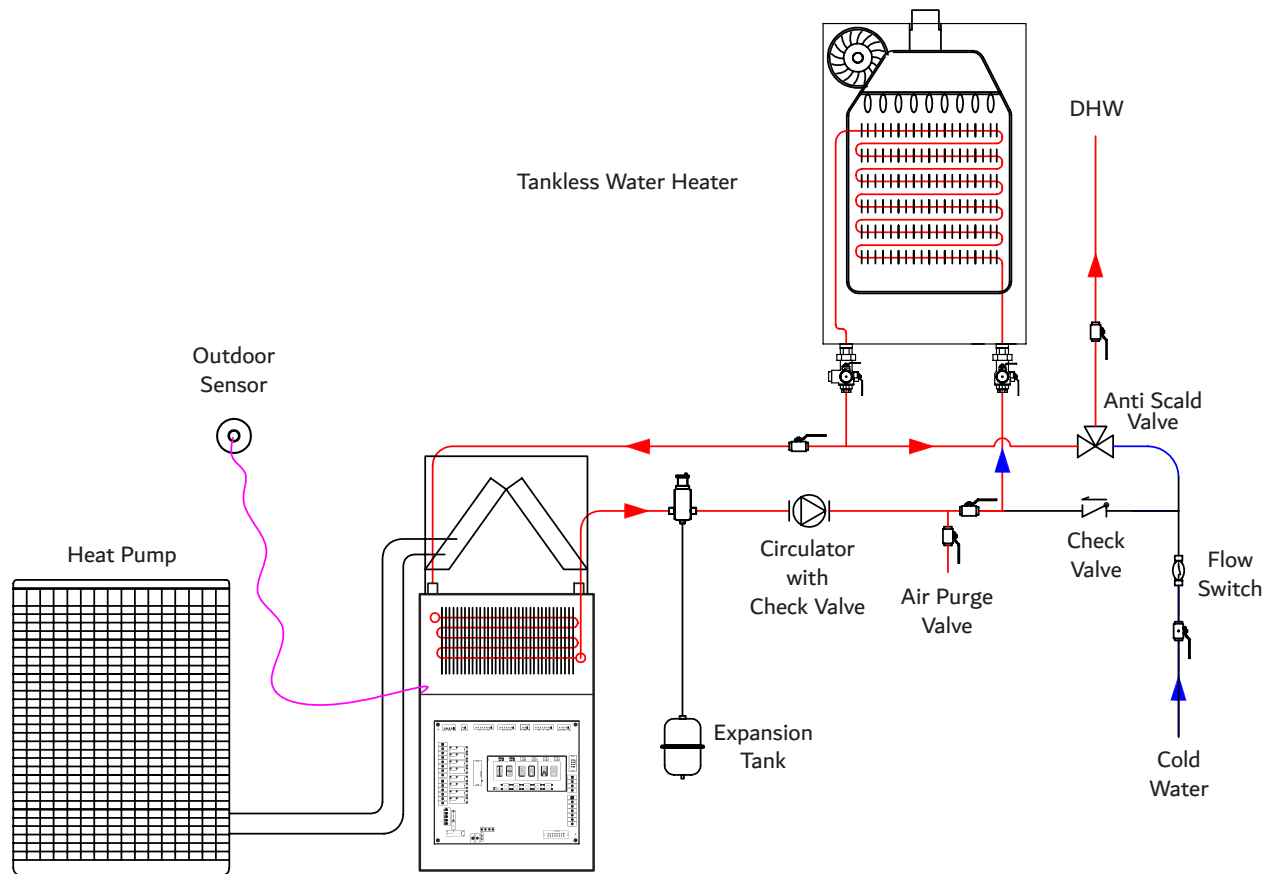 DHW
Tankless Water Heater
Outdoor
Sensor
Anti Scald
Valve
Heat Pump
Circulator
with
Check Valve
Air Purge
Valve
Check
Valve
Flow
Switch
Expansion
Tank
Cold
Water